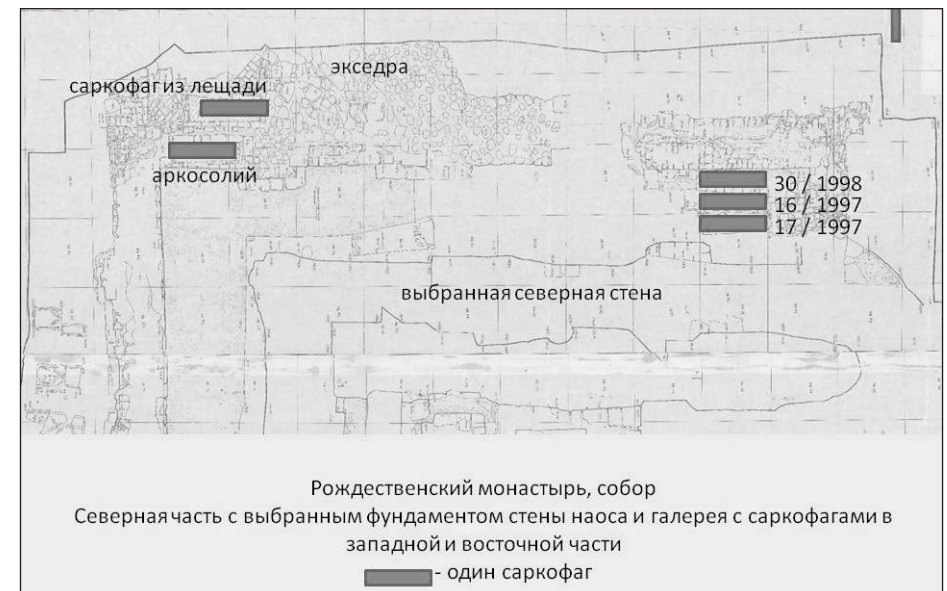 экседра
саркофаг из лещади
аркосолий
30 / 1998
16 / 1997
17 / 1997
выбранная северная стена
Рождественский монастырь, собор
Северная часть с выбранным фундаментом стены наоса и галерея с саркофагами в
западной и восточной части
- один саркофаг